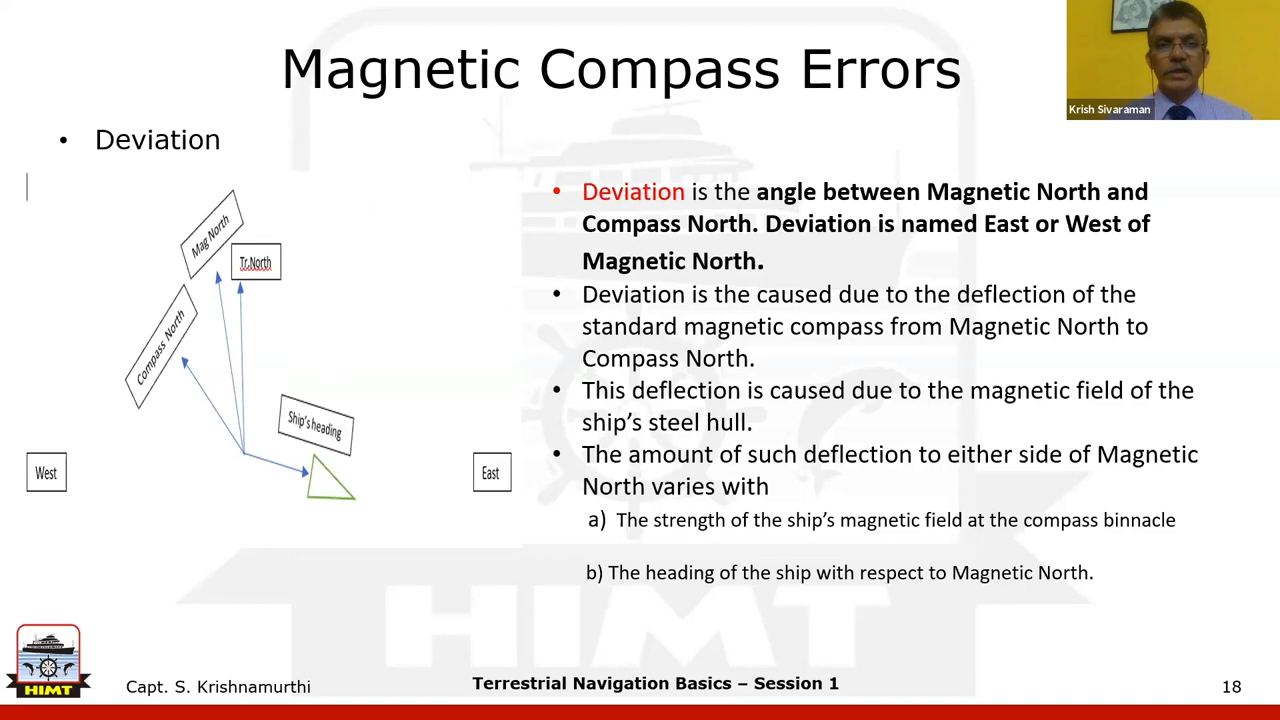 Magnetic Compass Errors
Krish Sivaraman
• Deviation
Mag North
Tr.North
Compass North
Ship's heading
West
East
• Deviation is the angle between Magnetic North and
Compass North. Deviation is named East or West of
Magnetic North.
• Deviation is the caused due to the deflection of the
standard magnetic compass from Magnetic North to
Compass North.
• This deflection is caused due to the magnetic field of the
ship's steel hull.
• The amount of such deflection to either side of Magnetic
North varies with
a) The strength of the ship's magnetic field at the compass binnacle
b) The heading of the ship with respect to Magnetic North.
HIMT
HIMT
Capt. S. Krishnamurthi
Terrestrial Navigation Basics – Session 1
18